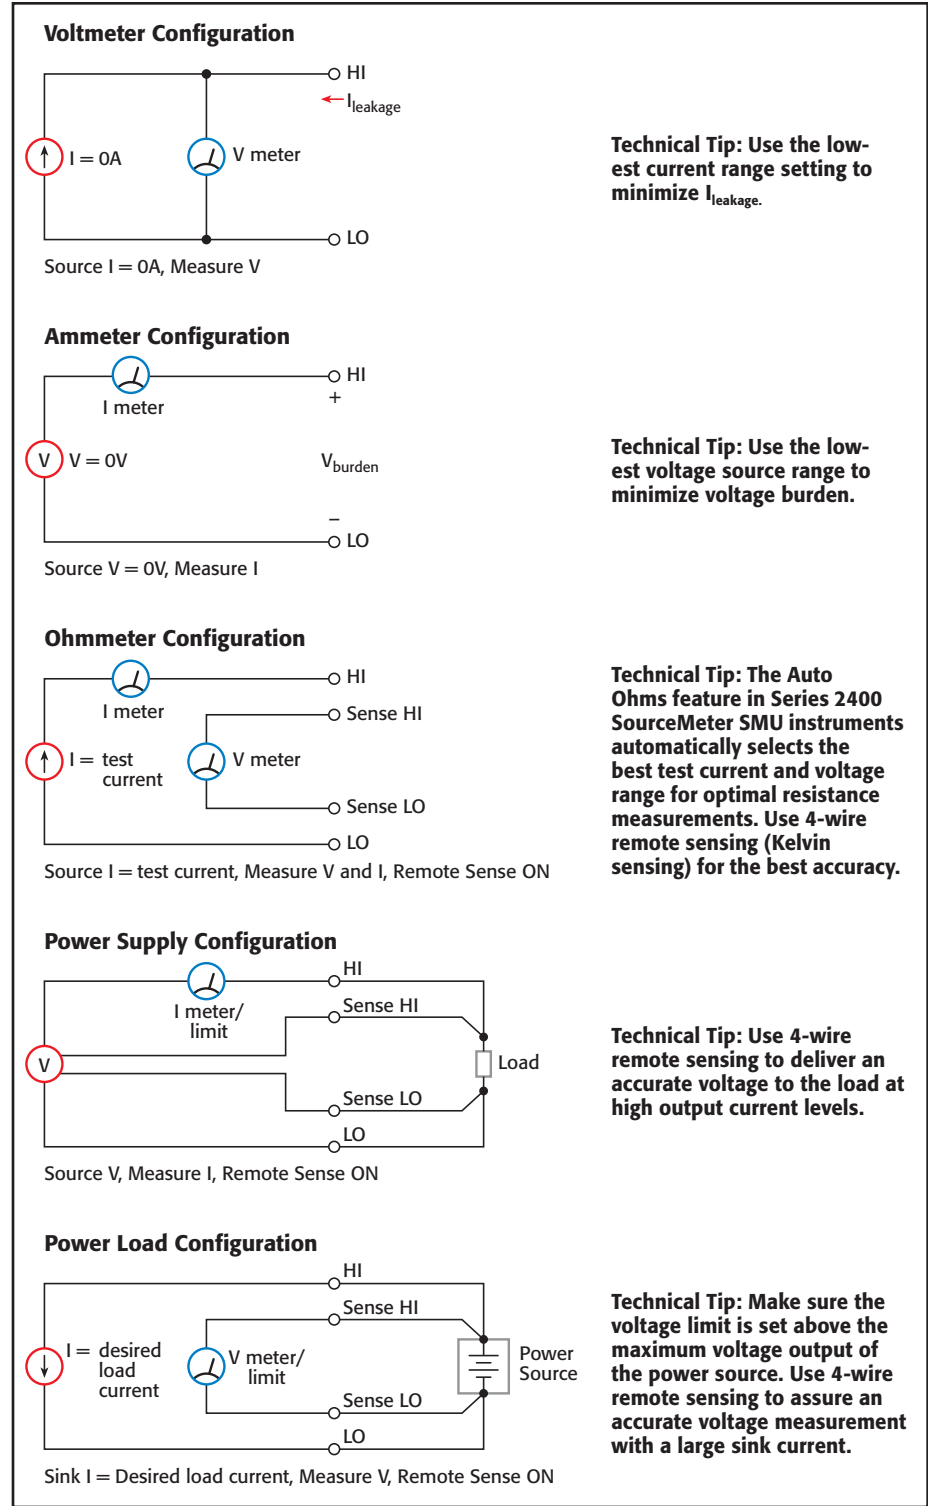 Voltmeter Configuration
HI
I leakage
I = 0A
V meter
LO
Source I = 0A, Measure V
Technical Tip: Use the low-
est current range setting to
minimize I leakage.
Ammeter Configuration
HI
+
I meter
V
V = 0V
V burden
–
LO
Source V = 0V, Measure I
Technical Tip: Use the low-
est voltage source range to
minimize voltage burden.
Ohmmeter Configuration
HI
I meter
Sense HI
I = test
current
V meter
Sense LO
LO
Source I = test current, Measure V and I, Remote Sense ON
Technical Tip: The Auto
Ohms feature in Series 2400
SourceMeter SMU instruments
automatically selects the
best test current and voltage
range for optimal resistance
measurements. Use 4-wire
remote sensing (Kelvin
sensing) for the best accuracy.
Power Supply Configuration
HI
I meter/
limit
Sense HI
V
Load
Sense LO
LO
Source V, Measure I, Remote Sense ON
Technical Tip: Use 4-wire
remote sensing to deliver an
accurate voltage to the load at
high output current levels.
Power Load Configuration
HI
Sense HI
I = desired
load
current
V meter/
limit
Power
Source
Sense LO
LO
Sink I = Desired load current, Measure V, Remote Sense ON
Technical Tip: Make sure the
voltage limit is set above the
maximum voltage output of
the power source. Use 4-wire
remote sensing to assure an
accurate voltage measurement
with a large sink current.